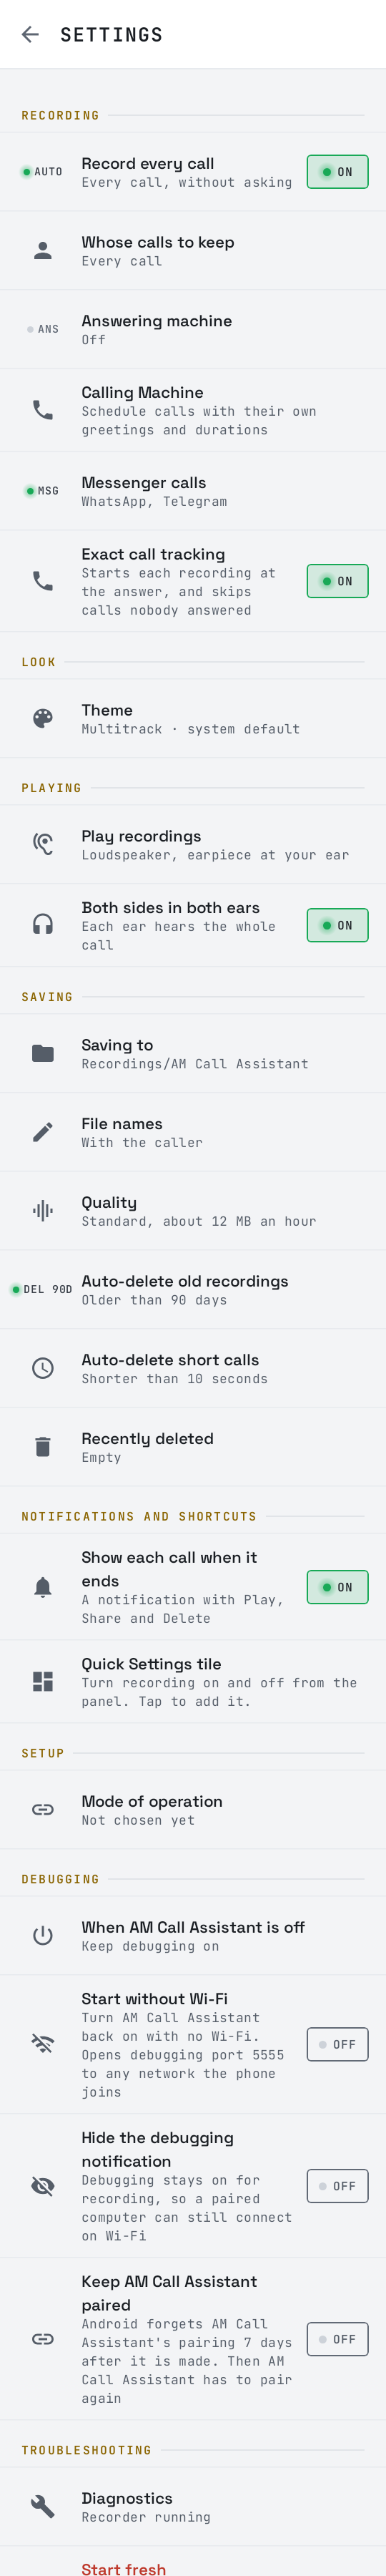 SETTINGS
RECORDING
AUTO
Record every call
Every call, without asking
ON
Whose calls to keep
Every call
ANS
Answering machine
Off
Calling Machine
Schedule calls with their own
greetings and durations
MSG
Messenger calls
WhatsApp, Telegram
Exact call tracking
Starts each recording at
the answer, and skips
calls nobody answered
ON
LOOK
Theme
Multitrack · system default
PLAYING
Play recordings
Loudspeaker, earpiece at your ear
Both sides in both ears
Each ear hears the whole
call
ON
SAVING
Saving to
Recordings/AM Call Assistant
File names
With the caller
Quality
Standard, about 12 MB an hour
DEL 90D
Auto-delete old recordings
Older than 90 days
Auto-delete short calls
Shorter than 10 seconds
Recently deleted
Empty
NOTIFICATIONS AND SHORTCUTS
Show each call when it
ends
A notification with Play,
Share and Delete
ON
Quick Settings tile
Turn recording on and off from the
panel. Tap to add it.
SETUP
Mode of operation
Not chosen yet
DEBUGGING
When AM Call Assistant is off
Keep debugging on
Start without Wi-Fi
Turn AM Call Assistant
back on with no Wi-Fi.
Opens debugging port 5555
to any network the phone
joins
OFF
Hide the debugging
notification
Debugging stays on for
recording, so a paired
computer can still connect
on Wi-Fi
OFF
Keep AM Call Assistant
paired
Android forgets AM Call
Assistant's pairing 7 days
after it is made. Then AM
Call Assistant has to pair
again
OFF
TROUBLESHOOTING
Diagnostics
Recorder running
Start fresh